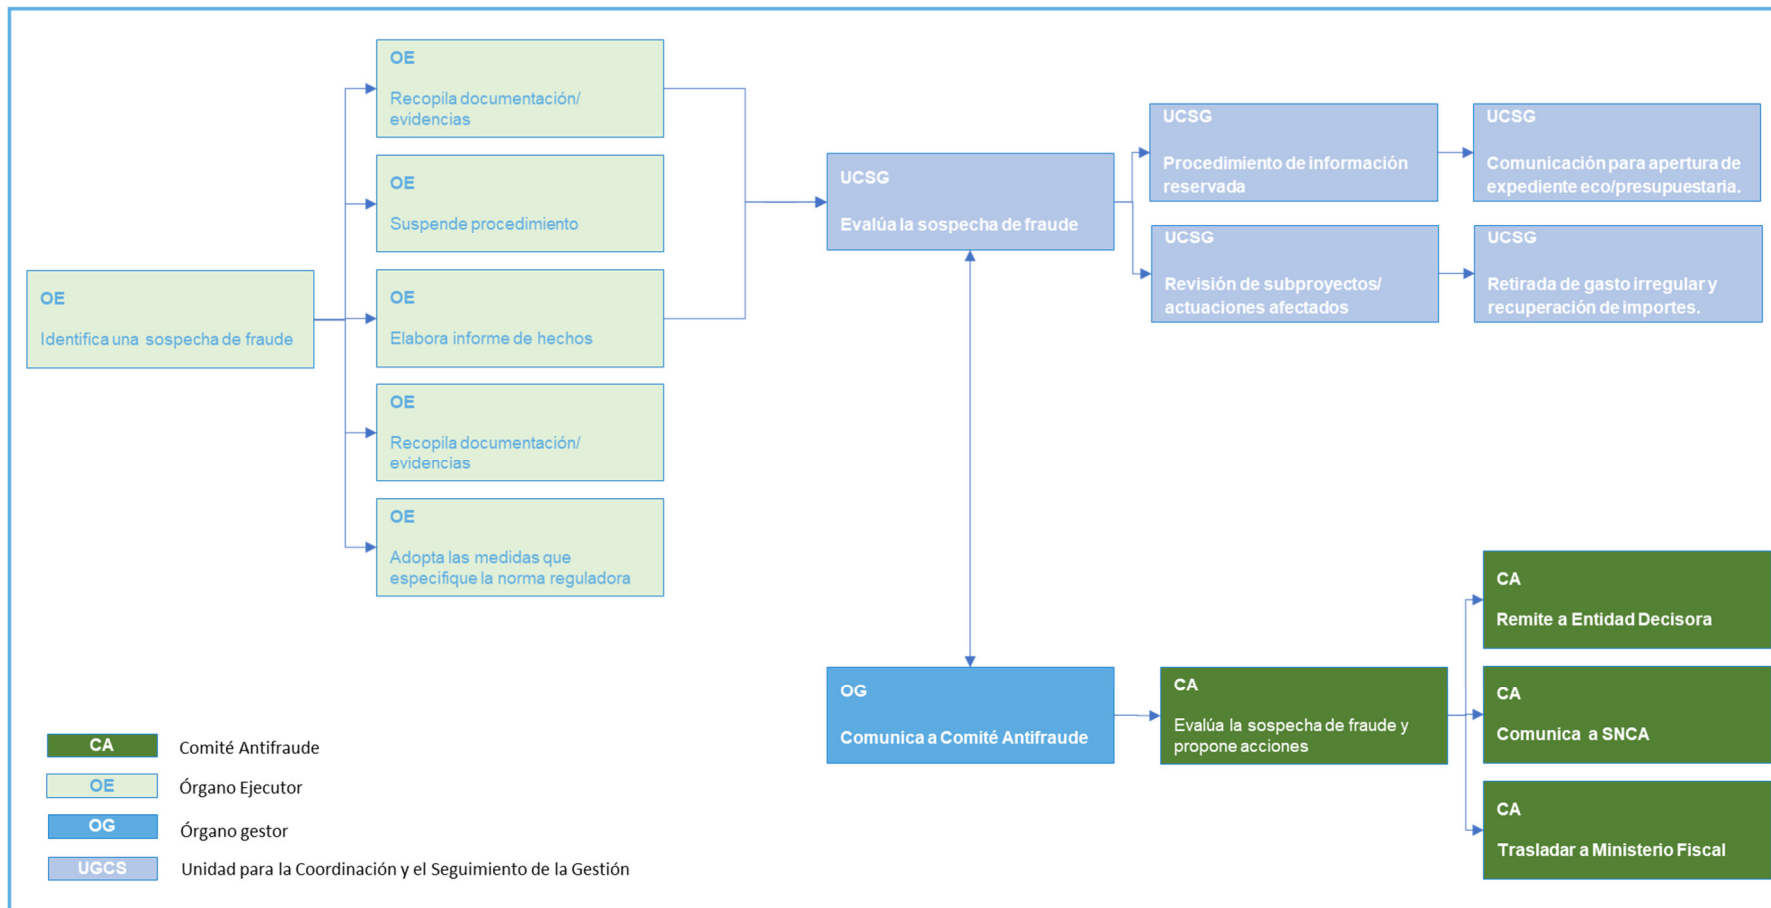 OE
Identifica una sospecha de fraude
OE
Recopila documentación/
evidencias
OE
Suspende procedimiento
OE
Elabora informe de hechos
OE
Recopila documentación/
evidencias
OE
Adopta las medidas que
especifique la norma reguladora
UCSG
Evalúa la sospecha de fraude
UCSG
Procedimiento de información
reservada
UCSG
Comunicación para apertura de
expediente eco/presupuestaria.
UCSG
Revisión de subproyectos/
actuaciones afectados
UCSG
Retirada de gasto irregular y
recuperación de importes.
OG
Comunica a Comité Antifraude
CA
Evalúa la sospecha de fraude y
propone acciones
CA
Remite a Entidad Decisora
CA
Comunica a SNCA
CA
Trasladar a Ministerio Fiscal
CA Comité Antifraude
OE Órgano Ejecutor
OG Órgano gestor
UGCS Unidad para la Coordinación y el Seguimiento de la Gestión